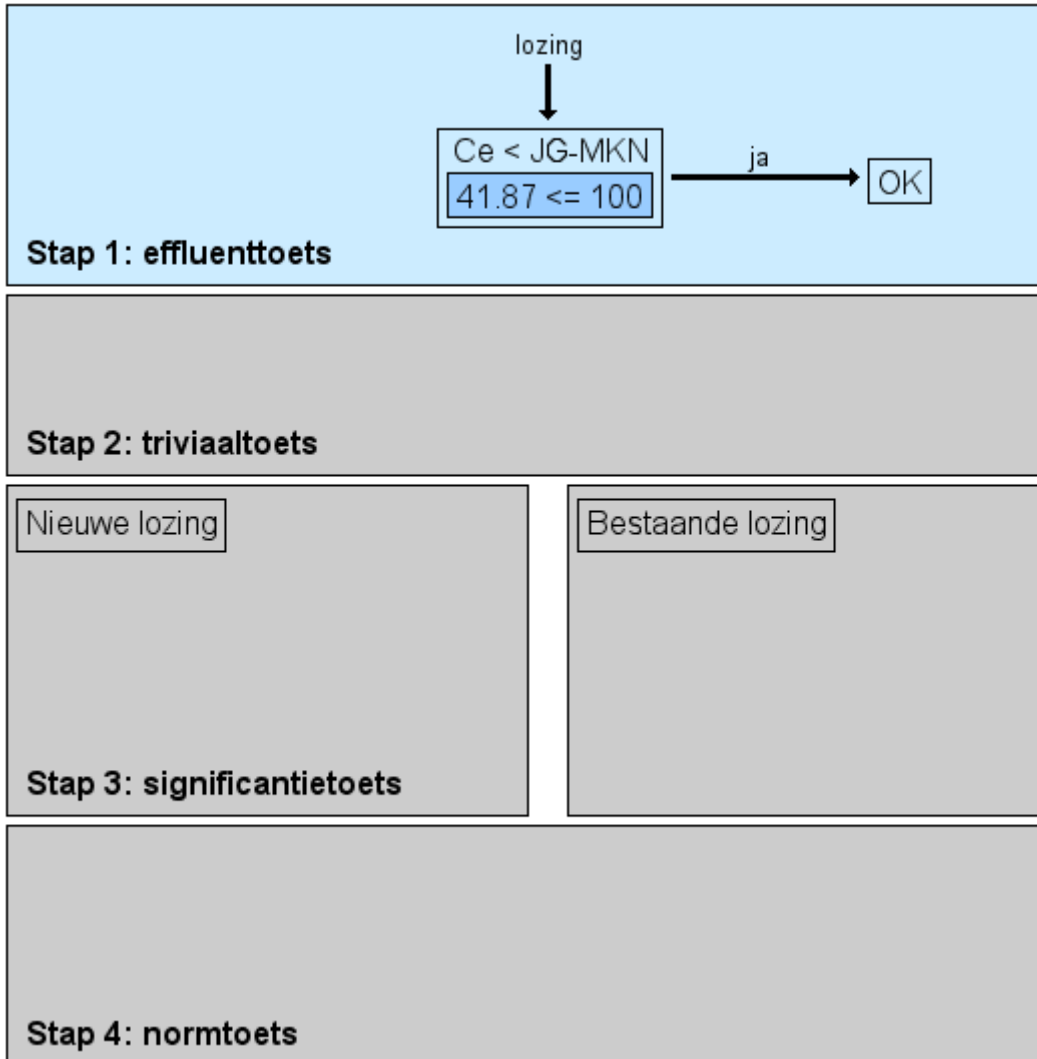 lozing
Ce < JG-MKN
41.87 <= 100
ja
OK
Stap 1: effluenttoets
Stap 2: triviaaltoets
Nieuwe lozing
Bestaande lozing
Stap 3: significantietoets
Stap 4: normtoets